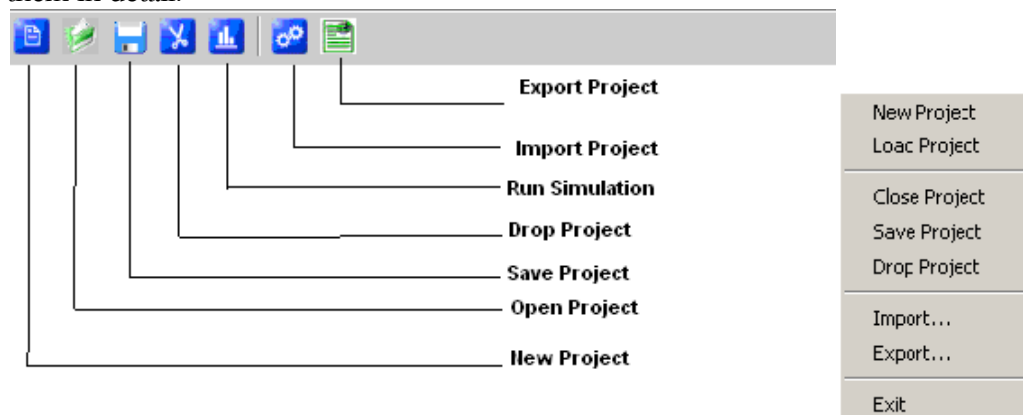 them in detail.
Export Project
Import Project
Run Simulation
Drop Project
Save Project
Open Project
New Project
New Project
Load Project
Close Project
Save Project
Drop Project
Import...
Export...
Exit